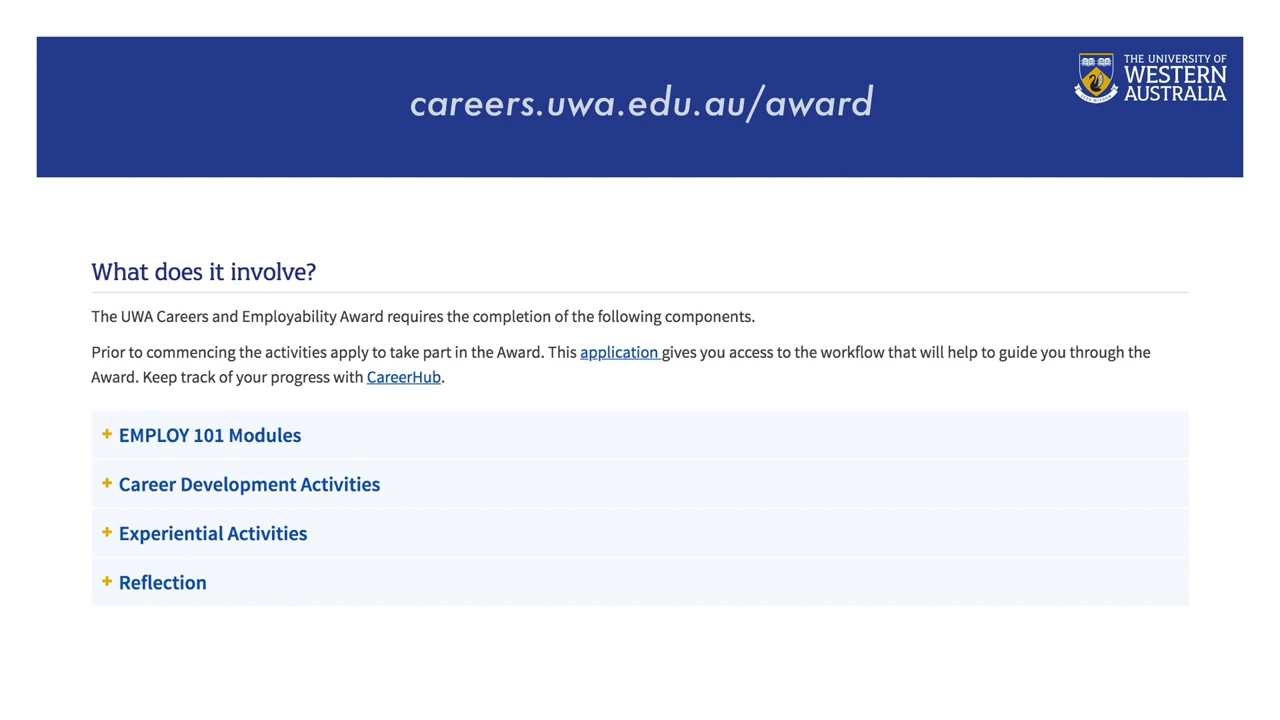 careers.uwa.edu.au/award
THE UNIVERSITY OF
WESTERN
AUSTRALIA
What does it involve?
The UWA Careers and Employability Award requires the completion of the following components.
Prior to commencing the activities apply to take part in the Award. This application gives you access to the workflow that will help to guide you through the
Award. Keep track of your progress with CareerHub.
+ EMPLOY 101 Modules
+ Career Development Activities
+ Experiential Activities
+ Reflection